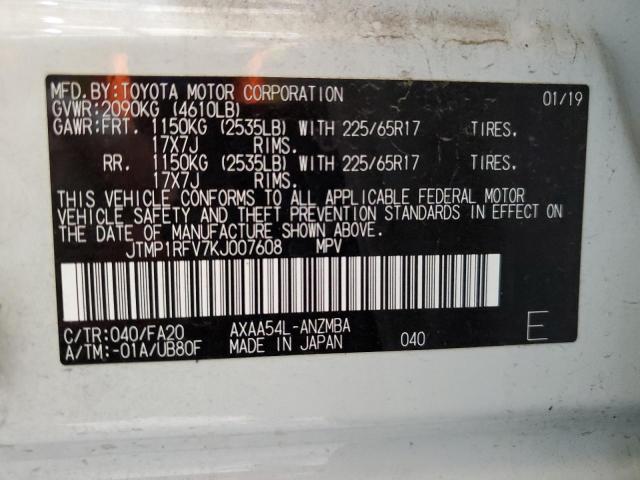 MFD. BY: TOYOTA MOTOR CORPORATION 01/19
GVWR: 2090KG (4610LB)
GAWR: FRT. 1150KG (2535LB) WITH 225/65R17 TIRES.
17X7J RIMS.
RR. 1150KG (2535LB) WITH 225/65R17 TIRES.
17X7J RIMS.
THIS VEHICLE CONFORMS TO ALL APPLICABLE FEDERAL MOTOR
VEHICLE SAFETY AND THEFT PREVENTION STANDARDS IN EFFECT ON
THE DATE OF MANUFACTURE SHOWN ABOVE.
JTMP1RFV7KJ007608 MPV
C/TR: 040/FA20 AXAA54L-ANZMBA
A/TM: -01A/UB80F MADE IN JAPAN 040 E